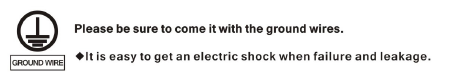 Please be sure to come it with the ground wires.
GROUND WIRE
◆It is easy to get an electric shock when failure and leakage.